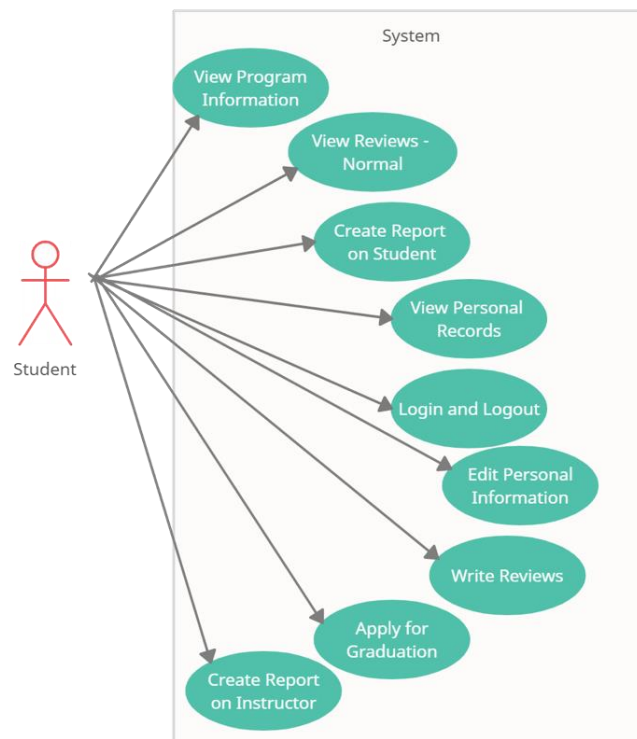 System
View Program
Information
View Reviews -
Normal
Create Report
on Student
View Personal
Records
Student
Login and Logout
Edit Personal
Information
Write Reviews
Apply for
Graduation
Create Report
on Instructor